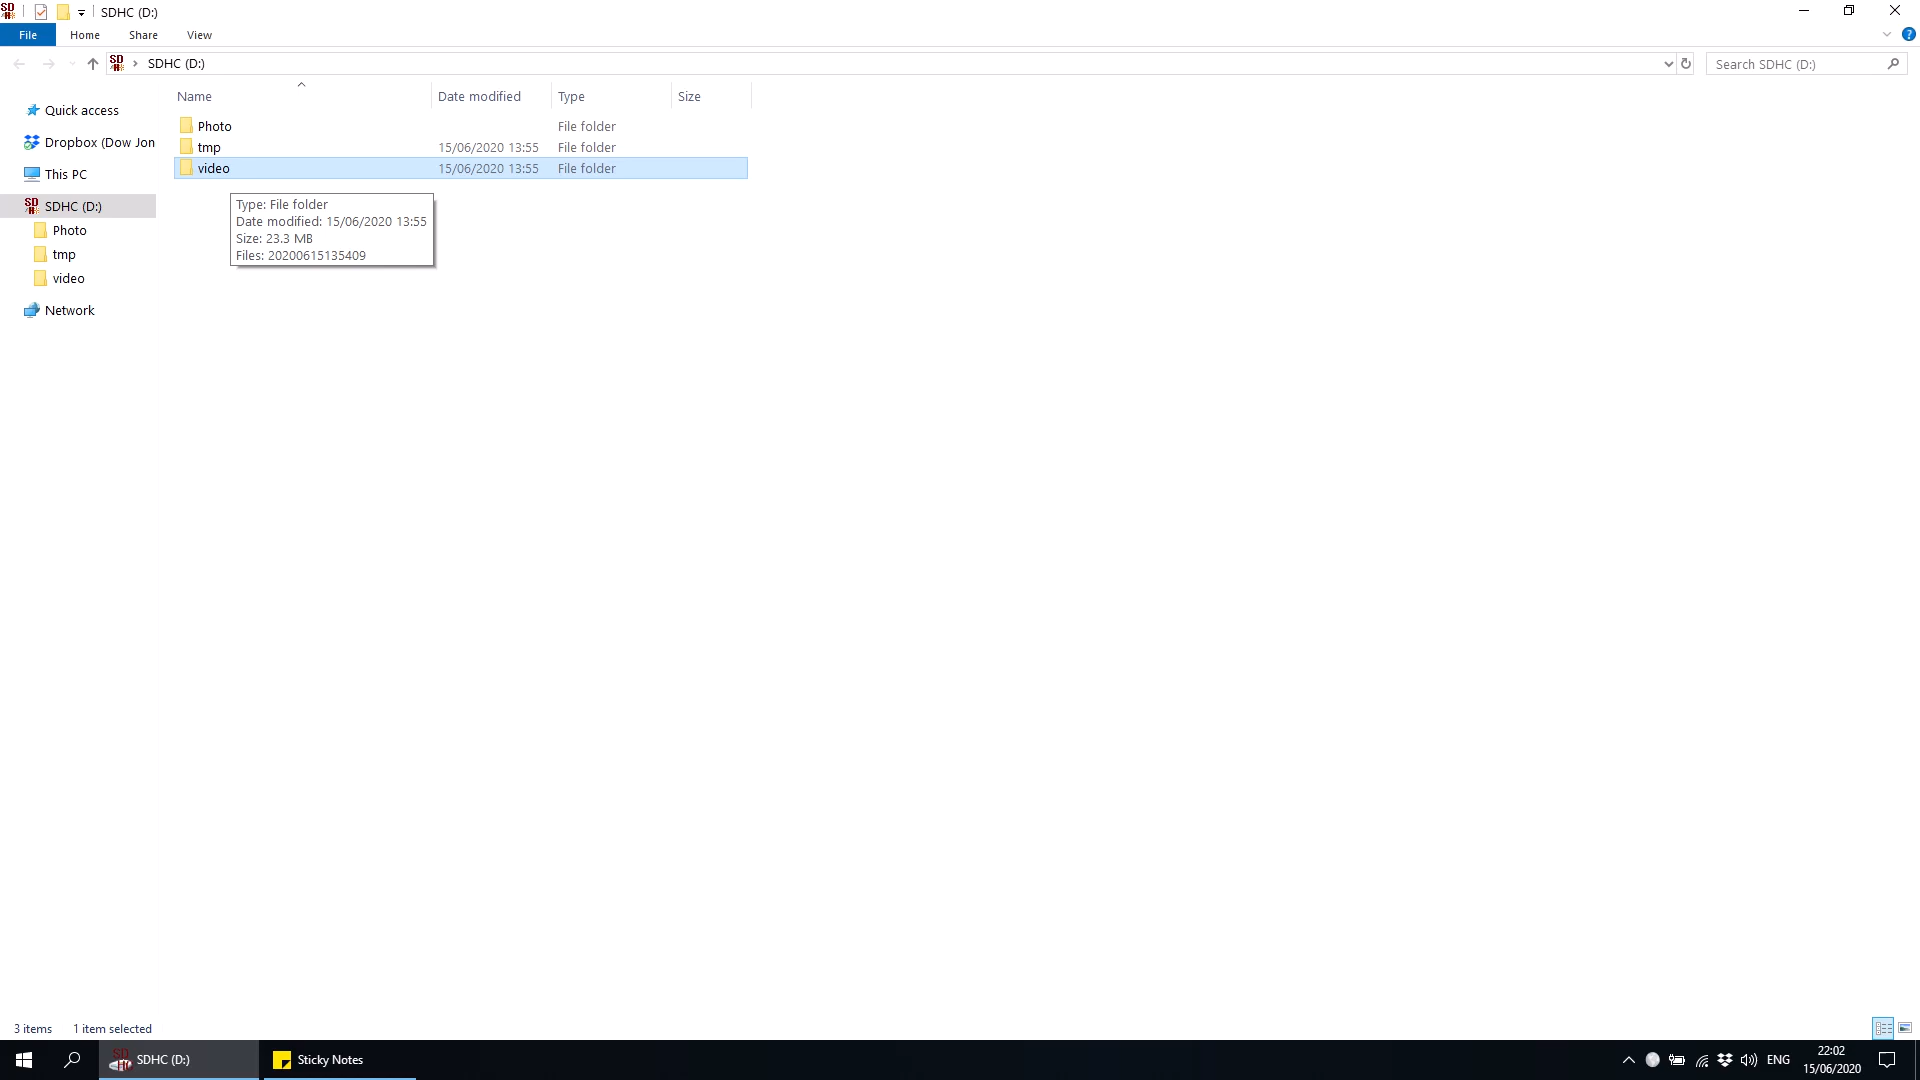 SDHC (D:)
File Home Share View
SDHC (D:) Search SDHC (D:)
Name Date modified Type Size
Quick access
Dropbox (Dow Jon
This PC
SDHC (D:)
Photo
tmp
video
Network
Photo File folder
tmp 15/06/2020 13:55 File folder
video 15/06/2020 13:55 File folder
Type: File folder
Date modified: 15/06/2020 13:55
Size: 23.3 MB
Files: 20200615135409
3 items 1 item selected
SDHC (D:) Sticky Notes ENG 22:02
15/06/2020